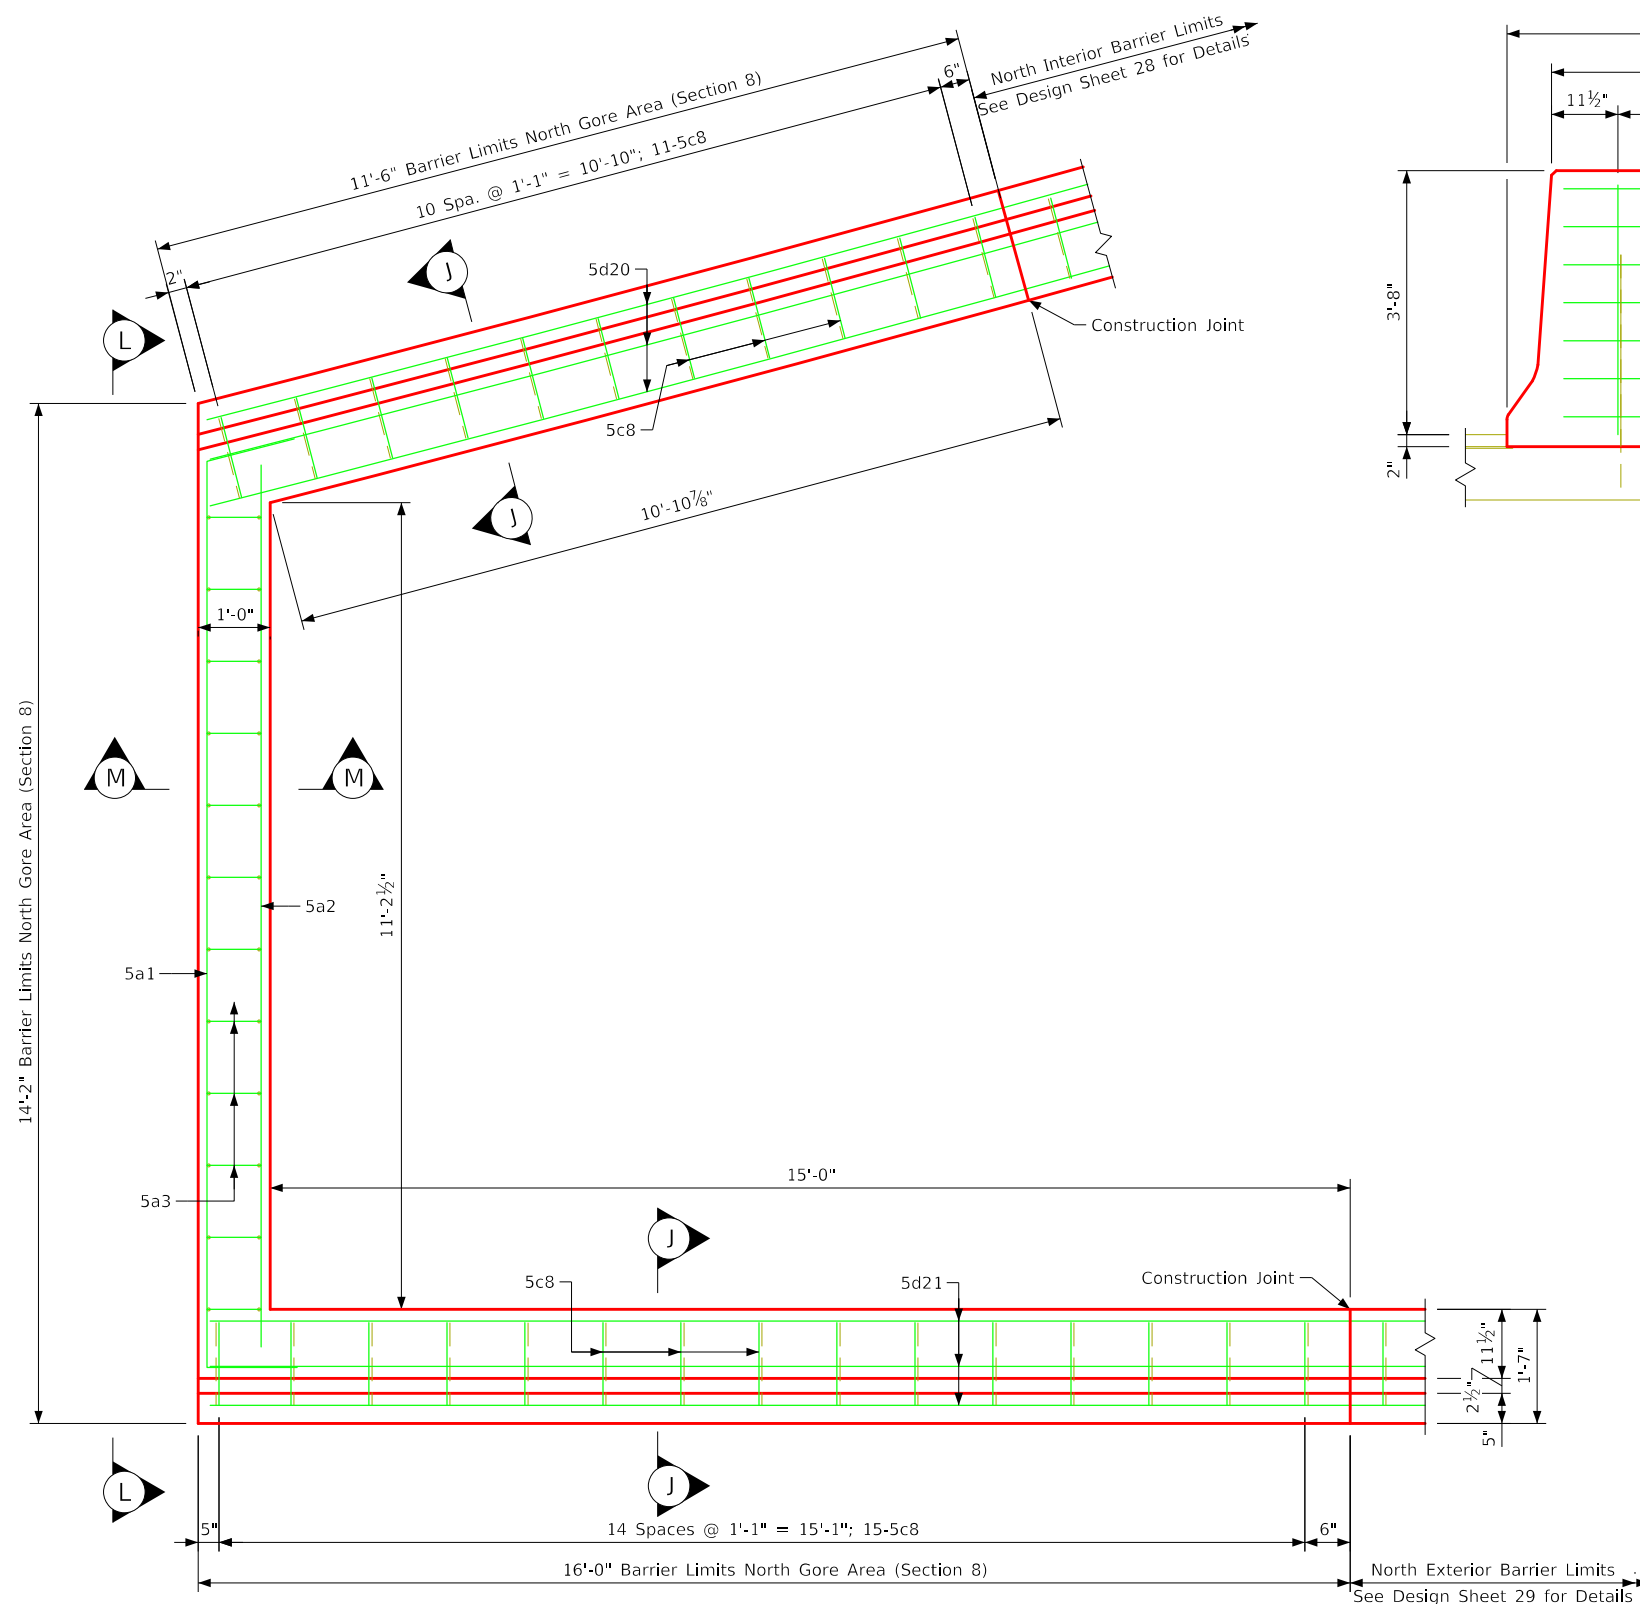 North Interior Barrier Limits
See Design Sheet 28 for Details
6"
11'-6" Barrier Limits North Gore Area (Section 8)
10 Spa. @ 1'-1" = 10'-10"; 11-5c8
2"
11½"
J
5d20
L
3'-8"
Construction Joint
5c8
2"
10'-10⅞"
J
1'-0"
14'-2" Barrier Limits North Gore Area (Section 8)
M
M
11'-2½"
5a2
5a1
15'-0"
5a3
J
5c8
5d21
Construction Joint
11½"
1'-7"
2½"
5"
L
J
5"
14 Spaces @ 1'-1" = 15'-1"; 15-5c8
6"
16'-0" Barrier Limits North Gore Area (Section 8)
North Exterior Barrier Limits
See Design Sheet 29 for Details